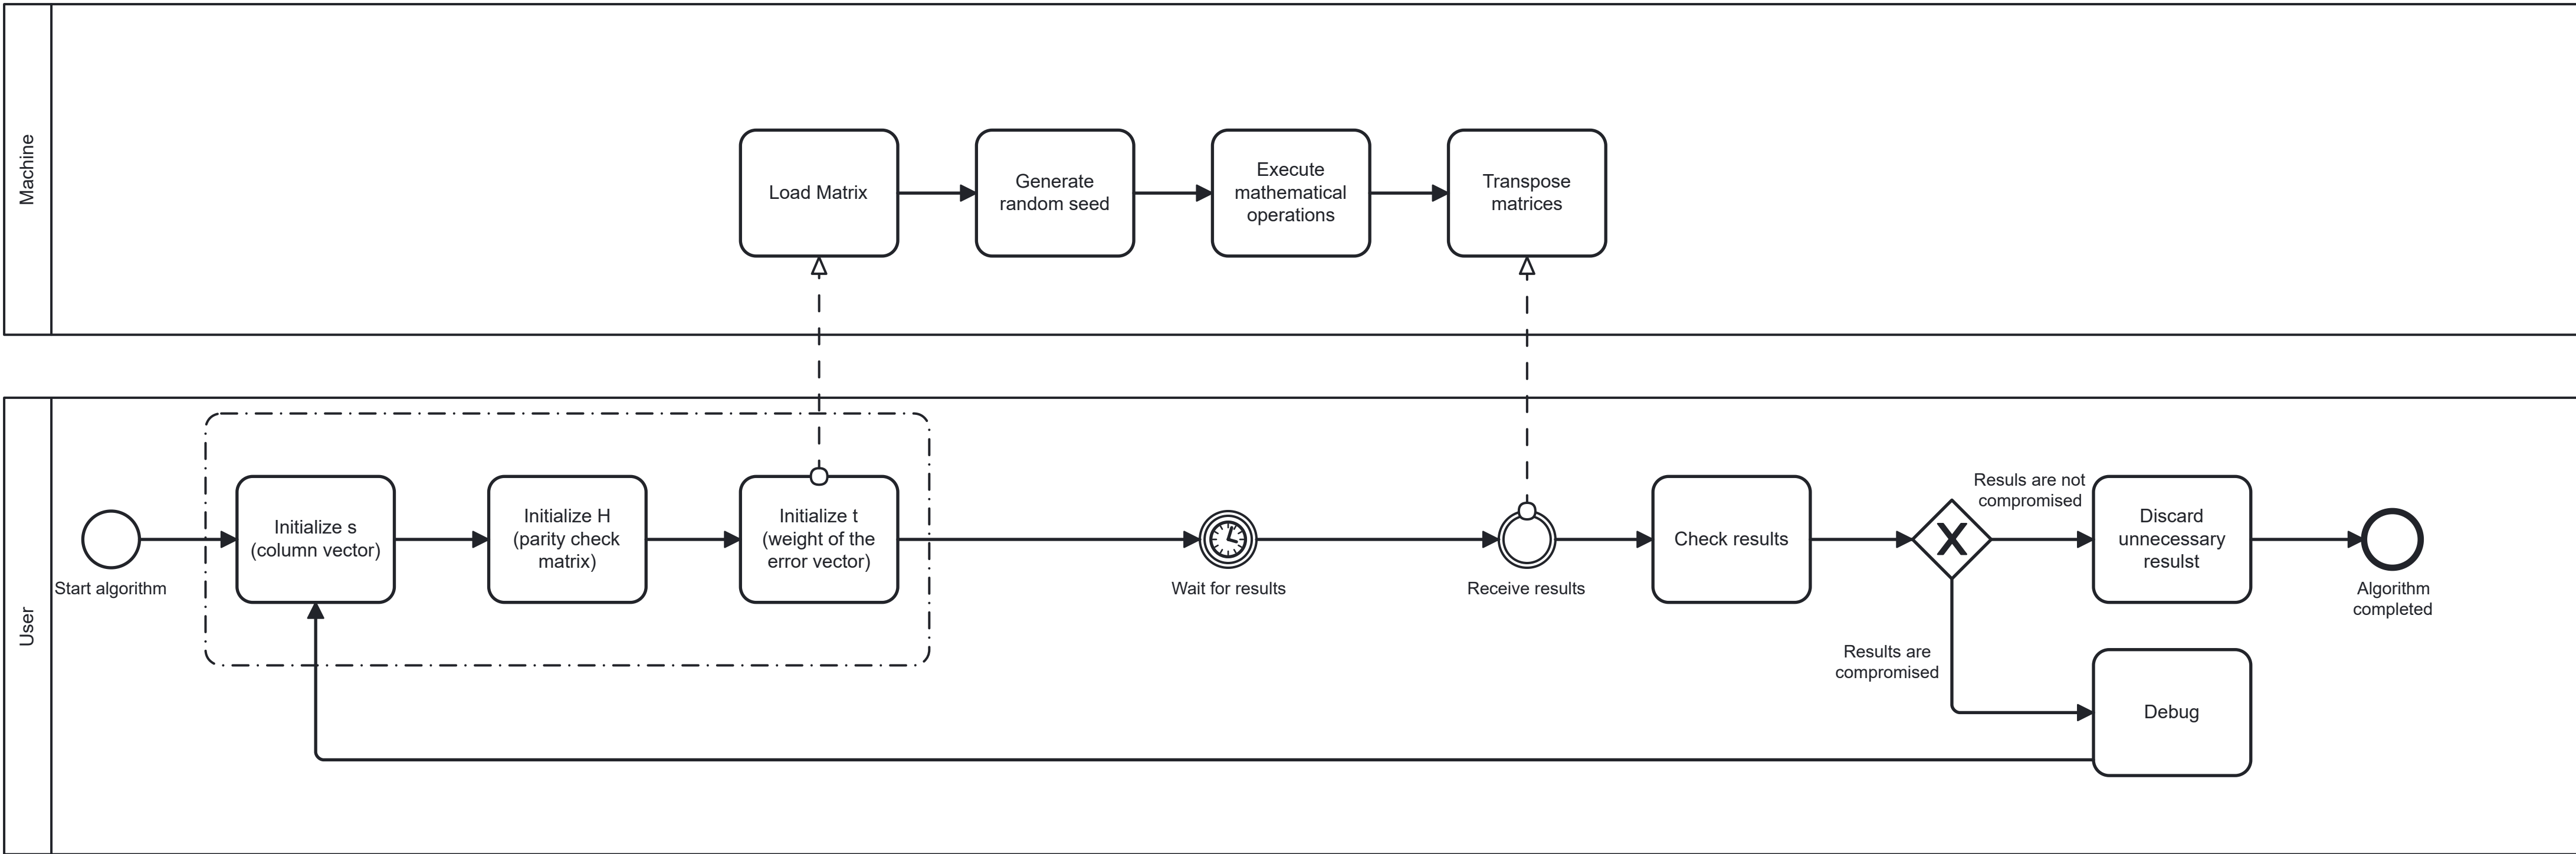 Machine
Load Matrix
Generate
random seed
Execute
mathematical
operations
Transpose
matrices
User
Start algorithm
Initialize s
(column vector)
Initialize H
(parity check
matrix)
Initialize t
(weight of the
error vector)
Wait for results
Receive results
Check results
Resuls are not
compromised
Results are
compromised
Discard
unnecessary
resulst
Debug
Algorithm
completed